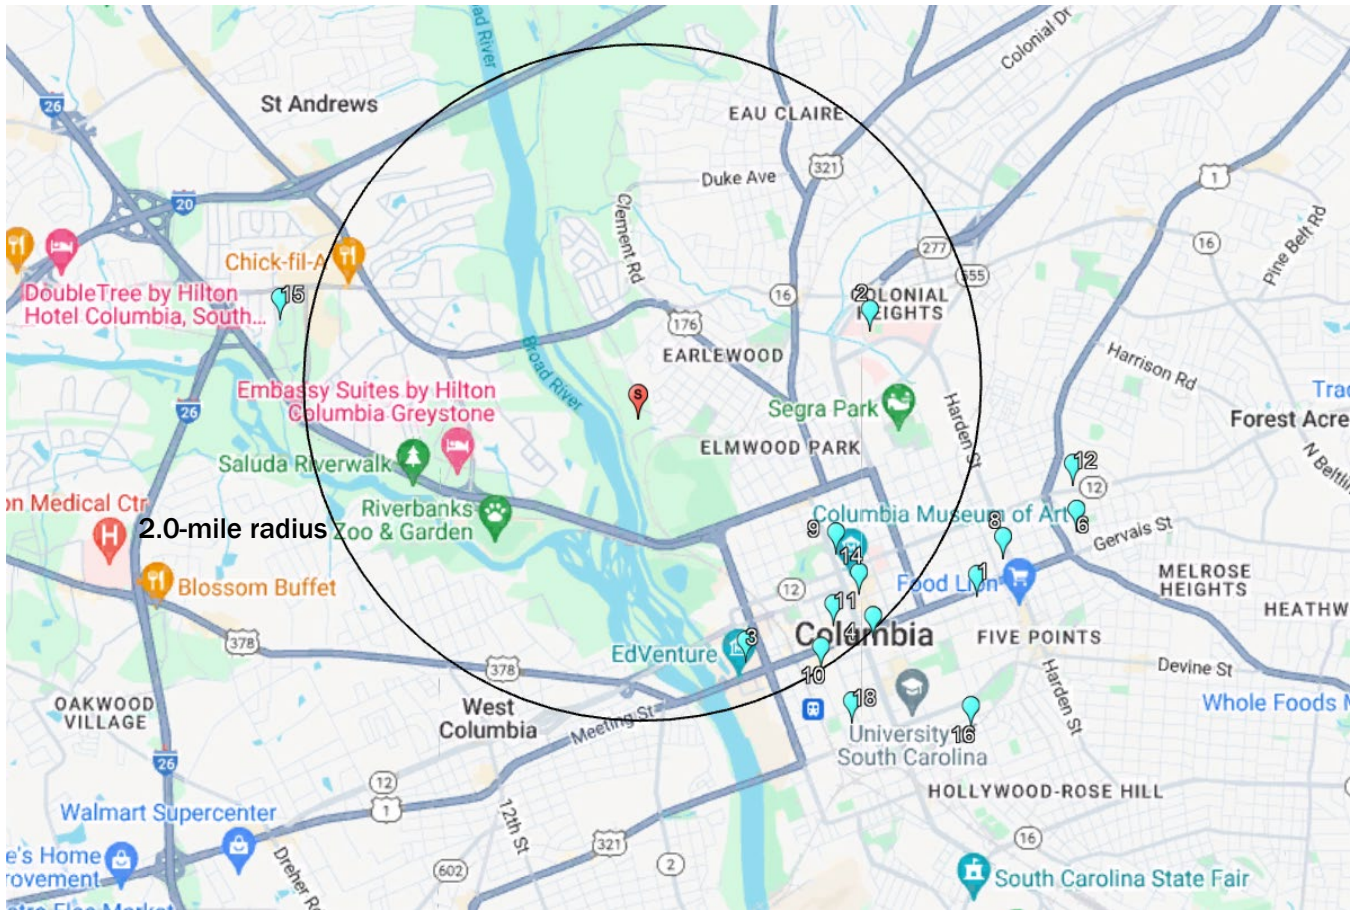 ad River
Colonial Dr
26
St Andrews
EAU CLAIRE
321
Duke Ave
1
20
Clement Rd
16
Pine Belt Rd
277
Chick-fil-A
555
DoubleTree by Hilton
Hotel Columbia, South...
15
16
2
COLONIAL
HEIGHTS
176
Broad River
EARLEWOOD
Harrison Rd
Embassy Suites by Hilton
Columbia Greystone
S
Trad
26
Segra Park
Harden St
Forest Acre
ELMWOOD PARK
N Beltlin
Saluda Riverwalk
12
12
on Medical Ctr
H
Riverbanks
Zoo & Garden
2.0-mile radius
Columbia Museum of Art
6
Gervais St
9
8
14
Blossom Buffet
12
Food Lion
1
MELROSE
HEIGHTS
11
HEATHW
378
Columbia
4
FIVE POINTS
3
EdVenture
378
10
Devine St
Harden St
OAKWOOD
VILLAGE
West
Columbia
Meeting St
18
16
Whole Foods M
University
South Carolina
26
12
HOLLYWOOD-ROSE HILL
Walmart Supercenter
1
12th St
16
321
e's Home
rovement
Dreher R
602
2
South Carolina State Fair